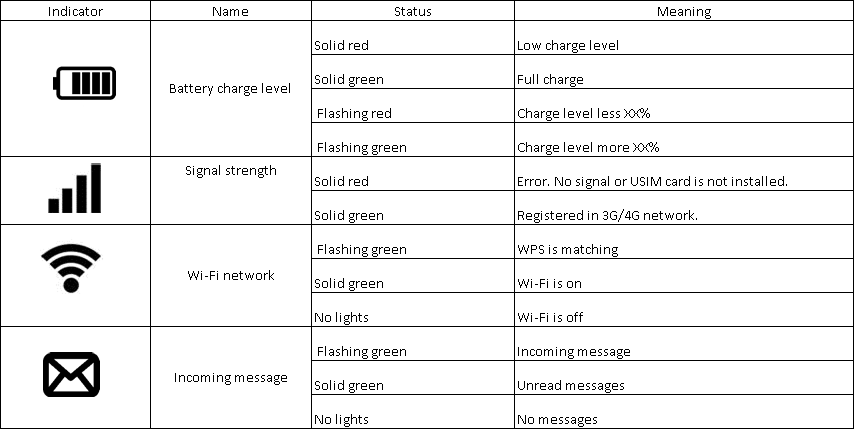 Indicator Name Status Meaning
Solid red Low charge level
Solid green Full charge
Battery charge level
Flashing red Charge level less XX%
Flashing green Charge level more XX%
Signal strength
Solid red Error. No signal or USIM card is not installed.
Solid green Registered in 3G/4G network.
Flashing green WPS is matching
Wi-Fi network
Solid green Wi-Fi is on
No lights Wi-Fi is off
Flashing green Incoming message
Incoming message
Solid green Unread messages
No lights No messages